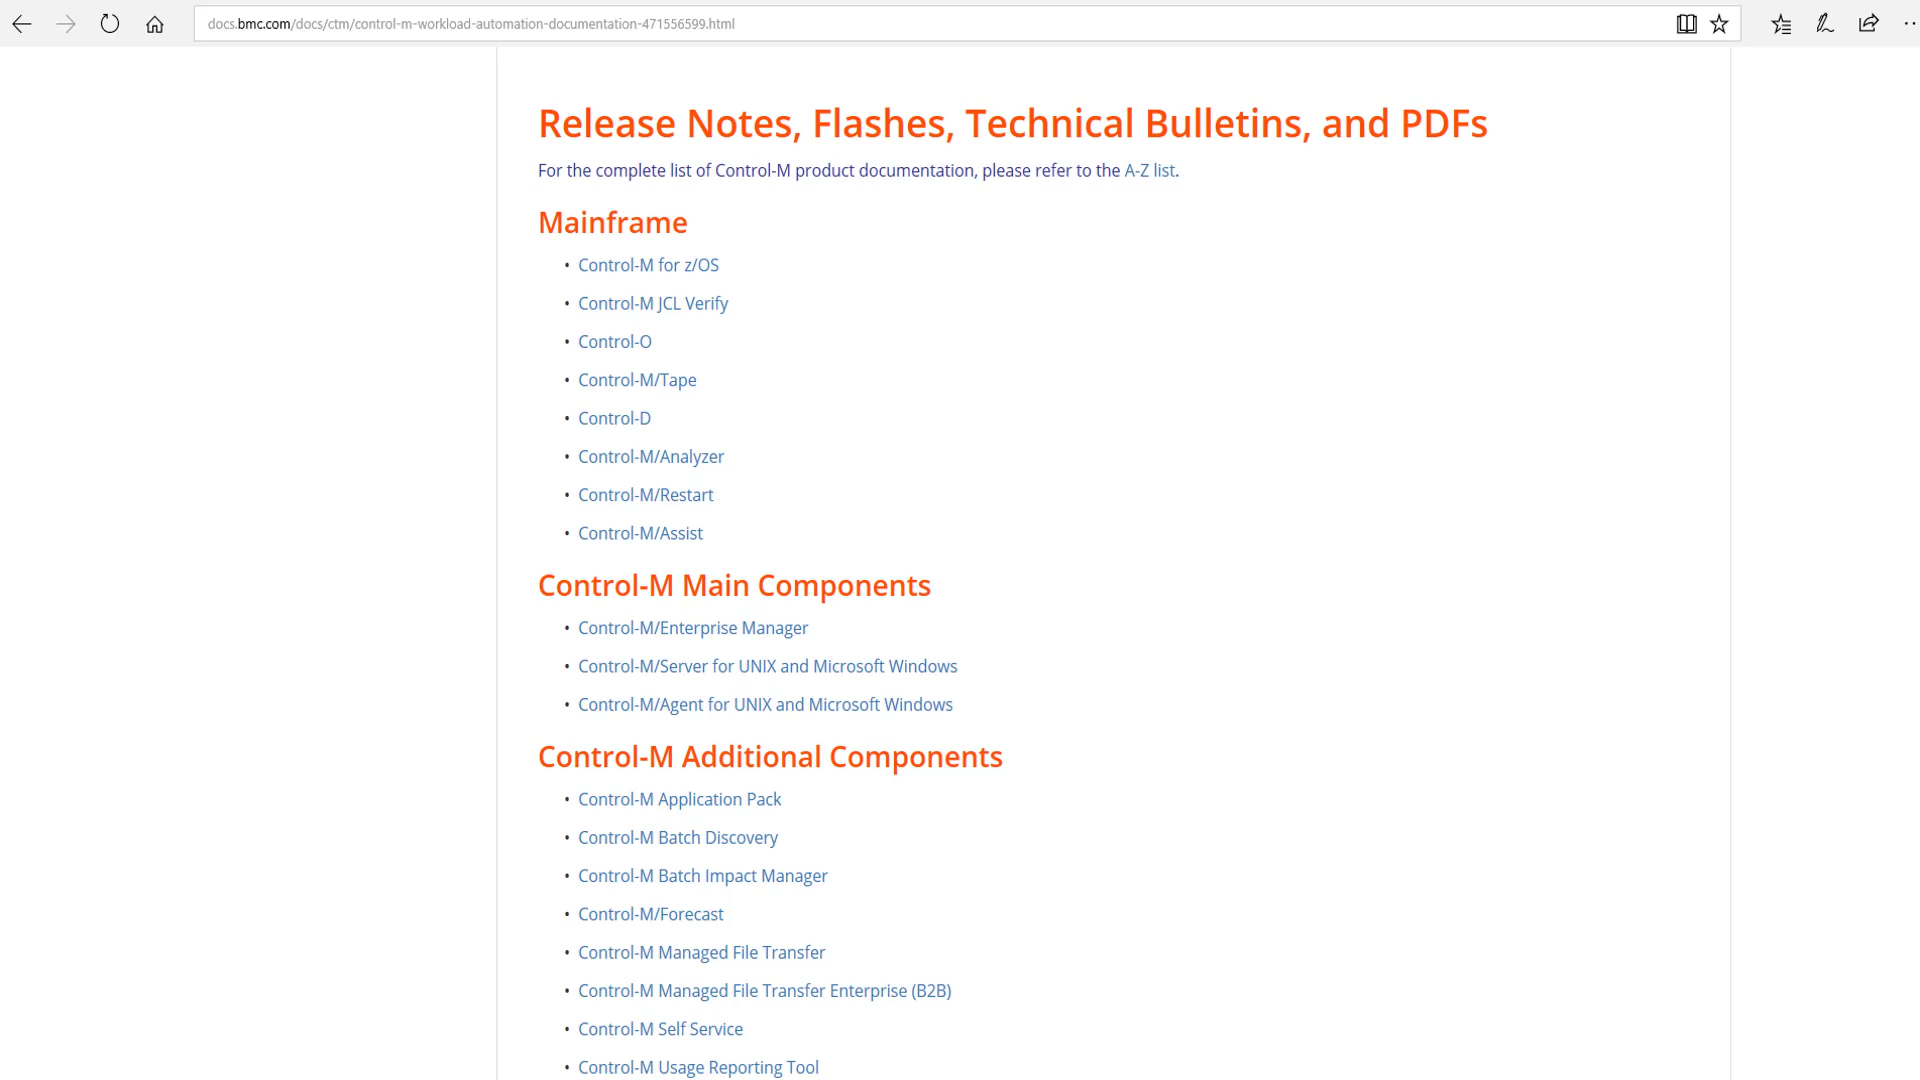 docs.bmc.com/docs/ctm/control-m-workload-automation-documentation-471556599.html
Release Notes, Flashes, Technical Bulletins, and PDFs
For the complete list of Control-M product documentation, please refer to the A-Z list.
Mainframe
• Control-M for z/OS
• Control-M JCL Verify
• Control-O
• Control-M/Tape
• Control-D
• Control-M/Analyzer
• Control-M/Restart
• Control-M/Assist
Control-M Main Components
• Control-M/Enterprise Manager
• Control-M/Server for UNIX and Microsoft Windows
• Control-M/Agent for UNIX and Microsoft Windows
Control-M Additional Components
• Control-M Application Pack
• Control-M Batch Discovery
• Control-M Batch Impact Manager
• Control-M/Forecast
• Control-M Managed File Transfer
• Control-M Managed File Transfer Enterprise (B2B)
• Control-M Self Service
• Control-M Usage Reporting Tool